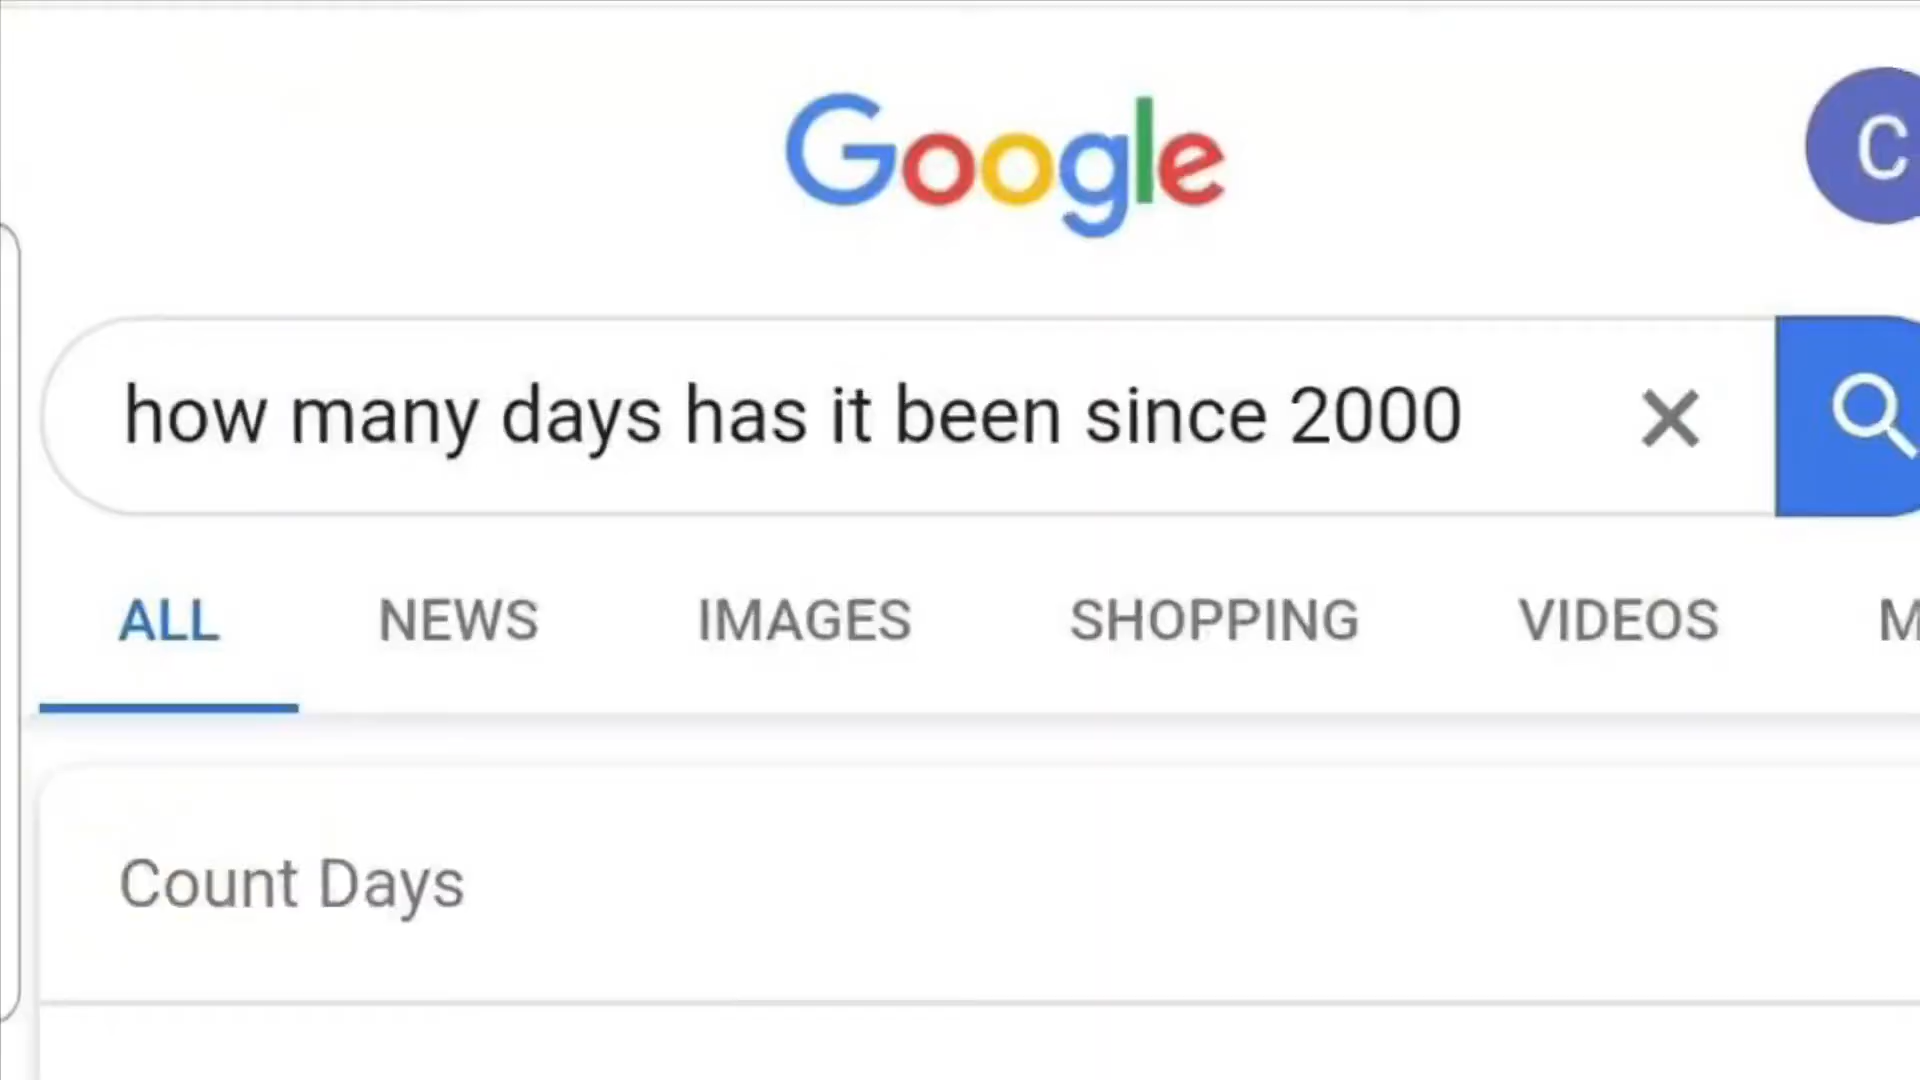 Google
C
how many days has it been since 2000
ALL NEWS IMAGES SHOPPING VIDEOS M
Count Days